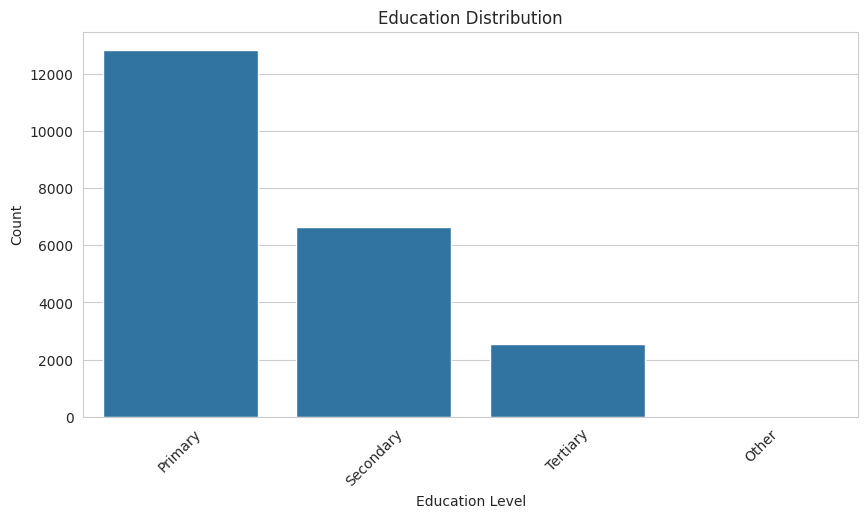 Education Distribution
12000
10000
8000
6000
4000
2000
0
Count
Primary
Secondary
Tertiary
Other
Education Level